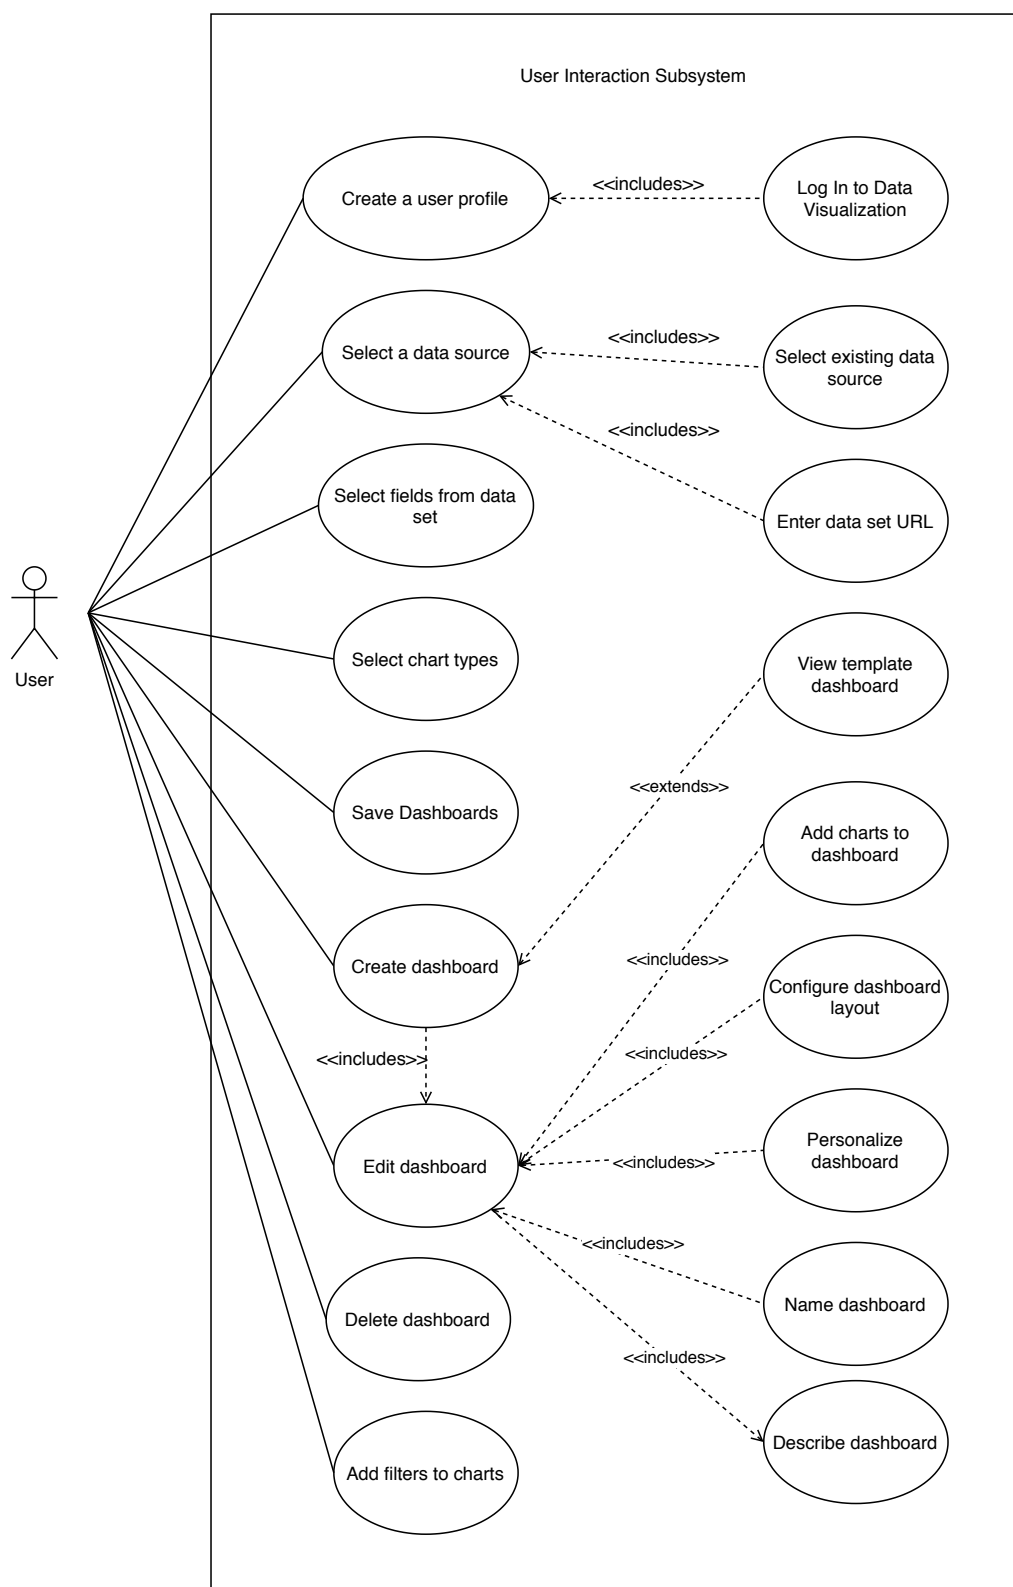 User Interaction Subsystem
Create a user profile
<<includes>>
Log In to Data
Visualization
Select a data source
<<includes>>
Select existing data
source
<<includes>>
Select fields from data
set
Enter data set URL
User
Select chart types
View template
dashboard
<<extends>>
Save Dashboards
Add charts to
dashboard
Create dashboard
<<includes>>
Configure dashboard
layout
<<includes>>
<<includes>>
Edit dashboard
<<includes>>
Personalize
dashboard
<<includes>>
Name dashboard
Delete dashboard
<<includes>>
Describe dashboard
Add filters to charts